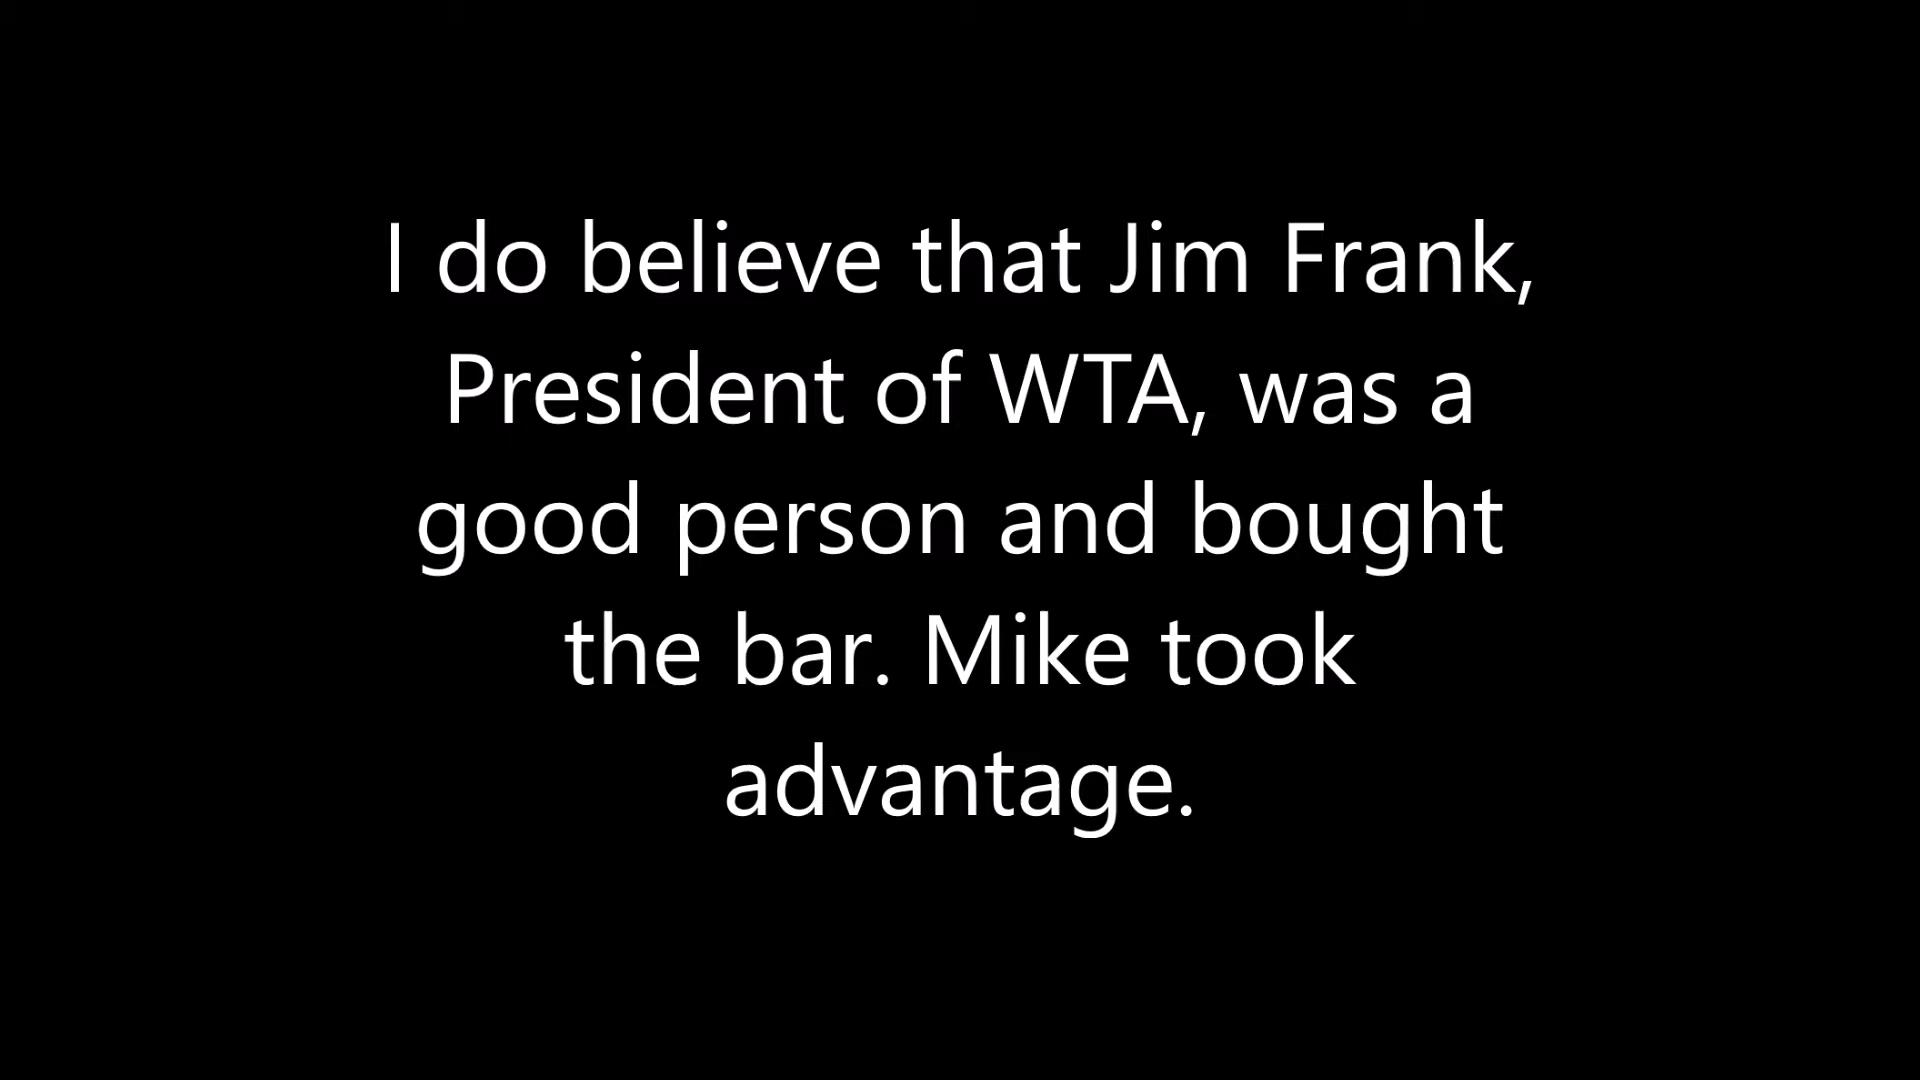 I do believe that Jim Frank,
President of WTA, was a
good person and bought
the bar. Mike took
advantage.